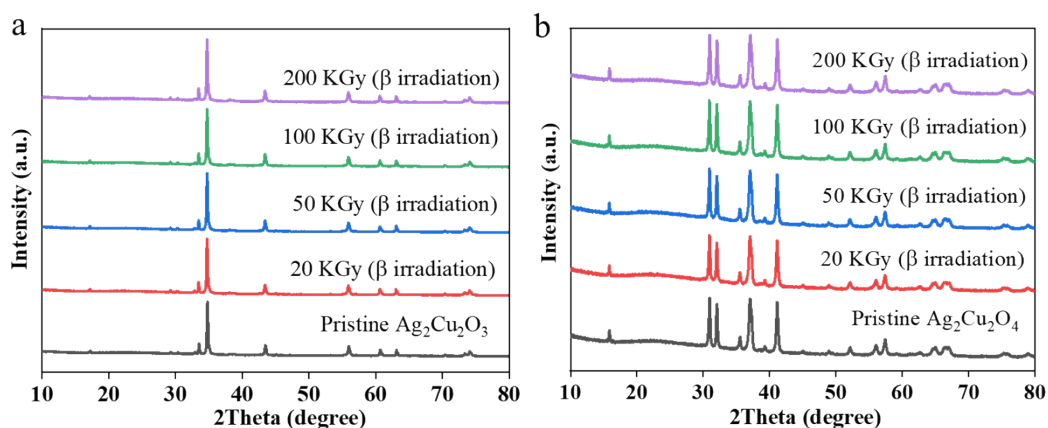 a
200 KGy (β irradiation)
100 KGy (β irradiation)
50 KGy (β irradiation)
20 KGy (β irradiation)
Pristine Ag₂Cu₂O₃
Intensity (a.u.)
10 20 30 40 50 60 70 80
2Theta (degree)
b
200 KGy (β irradiation)
100 KGy (β irradiation)
50 KGy (β irradiation)
20 KGy (β irradiation)
Pristine Ag₂Cu₂O₄
Intensity (a.u.)
10 20 30 40 50 60 70 80
2Theta (degree)